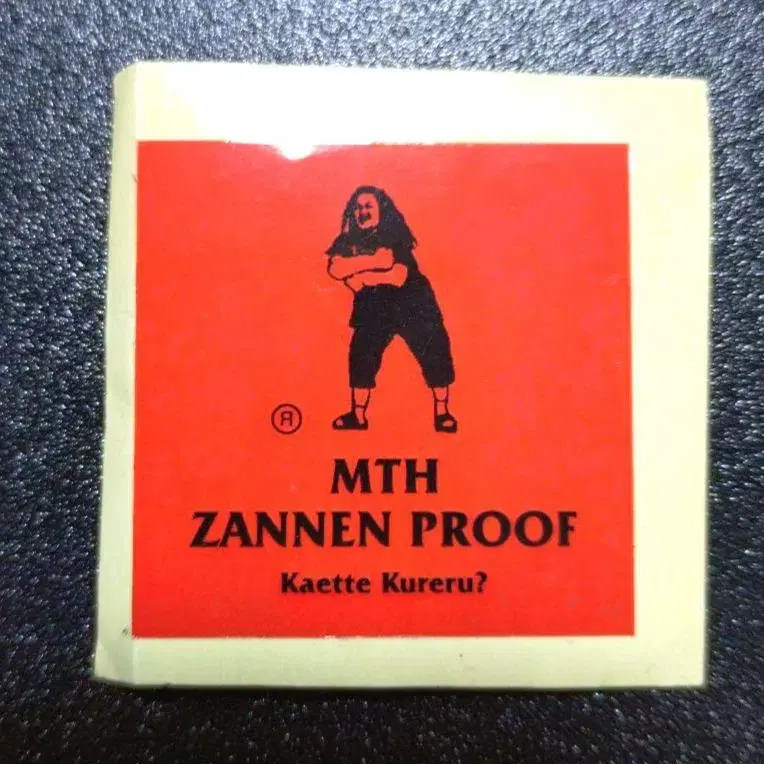 Я
MTH
ZANNEN PROOF
Kaette Kureru?